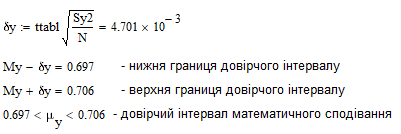 δy := ttabl √(Sy2/N) = 4.701 × 10⁻³
My − δy = 0.697 - нижня границя довірчого інтервалу
My + δy = 0.706 - верхня границя довірчого інтервалу
0.697 < μ_y < 0.706 - довірчий інтервал математичного сподівання